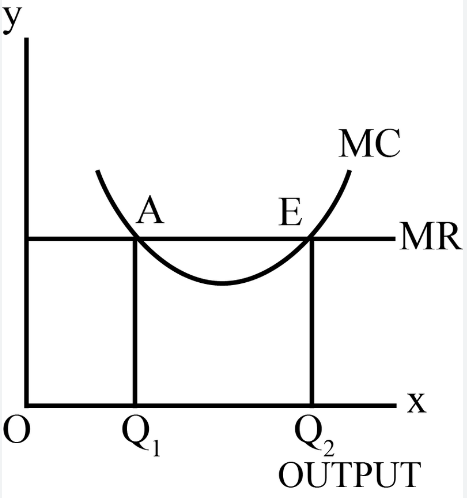 y
MC
A E
MR
O Q₁ Q₂ x
OUTPUT